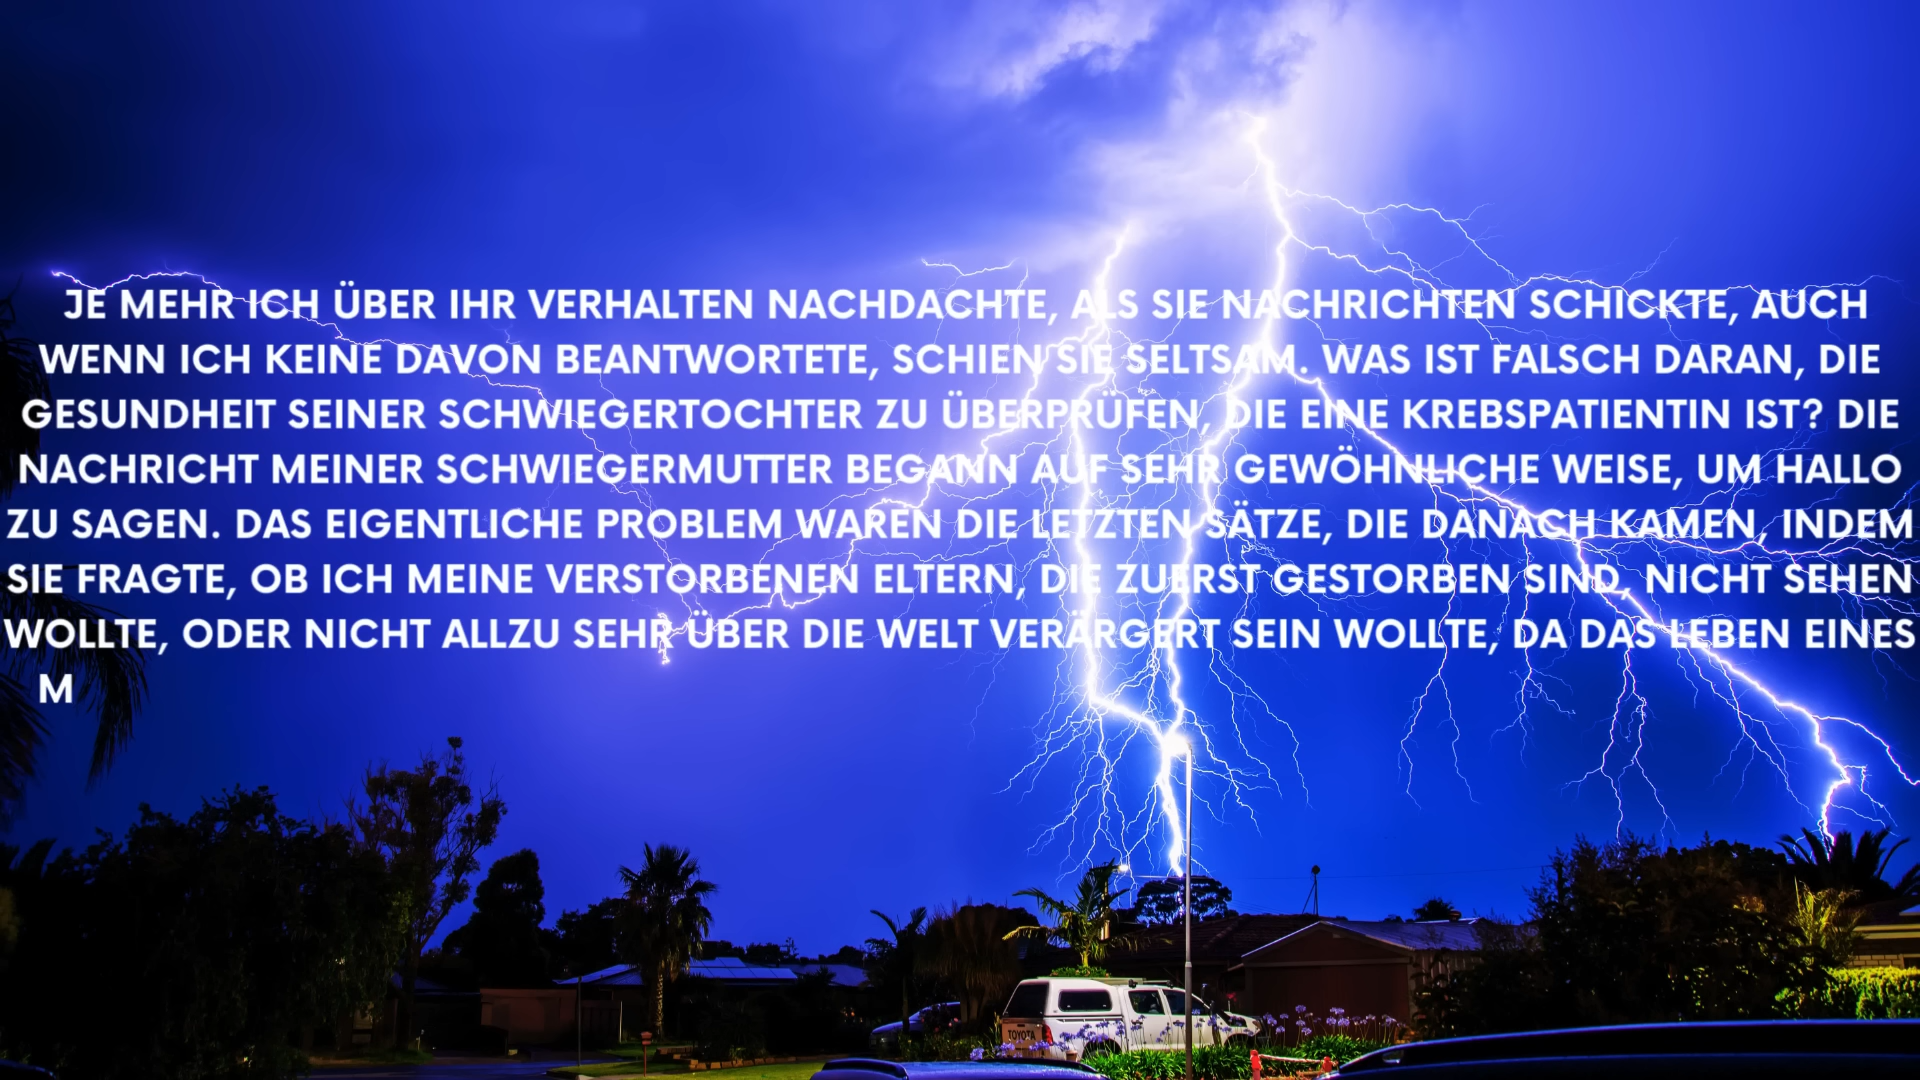 JE MEHR ICH ÜBER IHR VERHALTEN NACHDACHTE, ALS SIE NACHRICHTEN SCHICKTE, AUCH
WENN ICH KEINE DAVON BEANTWORTETE, SCHIEN SIE SELTSAM. WAS IST FALSCH DARAN, DIE
GESUNDHEIT SEINER SCHWIEGERTOCHTER ZU ÜBERPRÜFEN, DIE EINE KREBSPATIENTIN IST? DIE
NACHRICHT MEINER SCHWIEGERMUTTER BEGANN AUF SEHR GEWÖHNLICHE WEISE, UM HALLO
ZU SAGEN. DAS EIGENTLICHE PROBLEM WAREN DIE LETZTEN SÄTZE, DIE DANACH KAMEN, INDEM
SIE FRAGTE, OB ICH MEINE VERSTORBENEN ELTERN, DIE ZUERST GESTORBEN SIND, NICHT SEHEN
WOLLTE, ODER NICHT ALLZU SEHR ÜBER DIE WELT VERÄRGERT SEIN WOLLTE, DA DAS LEBEN EINES
M
TOYOTA